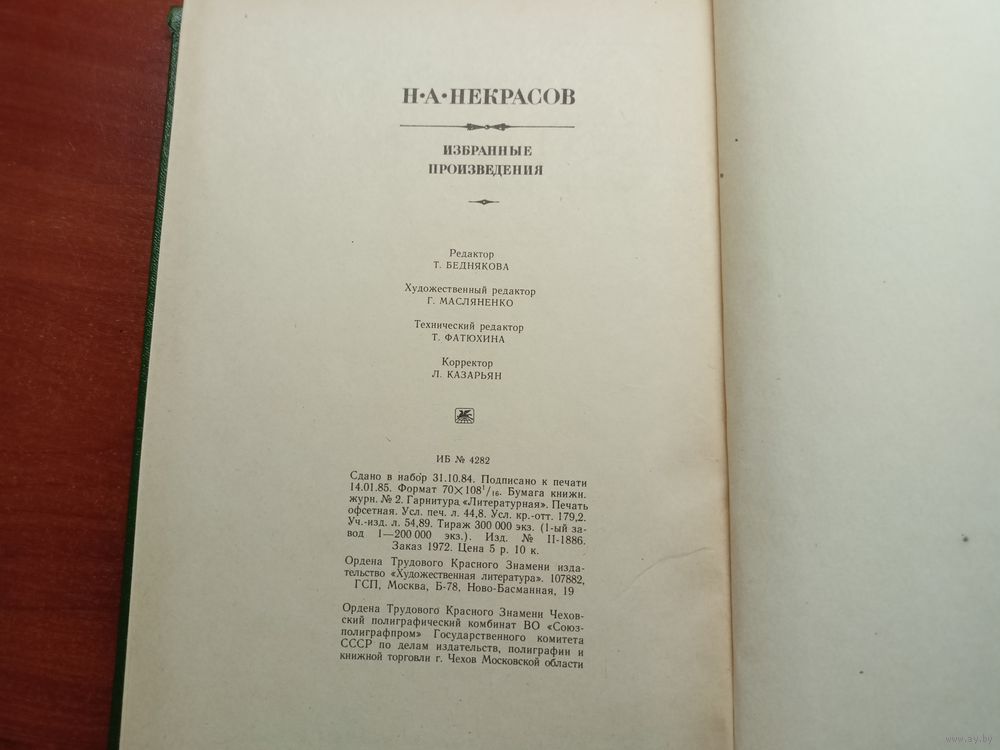 Н·А·НЕКРАСОВ
ИЗБРАННЫЕ
ПРОИЗВЕДЕНИЯ
Редактор
Т. БЕДНЯКОВА
Художественный редактор
Г. МАСЛЯНЕНКО
Технический редактор
Т. ФАТЮХИНА
Корректор
Л. КАЗАРЬЯН
ИБ № 4282
Сдано в набор 31.10.84. Подписано к печати
14.01.85. Формат 70×108¹/₁₆. Бумага книжн.
журн. № 2. Гарнитура «Литературная». Печать
офсетная. Усл. печ. л. 44,8. Усл. кр.-отт. 179,2.
Уч.-изд. л. 54,89. Тираж 300 000 экз. (1-ый за-
вод 1—200 000 экз.). Изд. № II-1886.
Заказ 1972. Цена 5 р. 10 к.
Ордена Трудового Красного Знамени изда-
тельство «Художественная литература». 107882,
ГСП, Москва, Б-78, Ново-Басманная, 19
Ордена Трудового Красного Знамени Чехов-
ский полиграфический комбинат ВО «Союз-
полиграфпром» Государственного комитета
СССР по делам издательств, полиграфии и
книжной торговли г. Чехов Московской области
www.ay.by